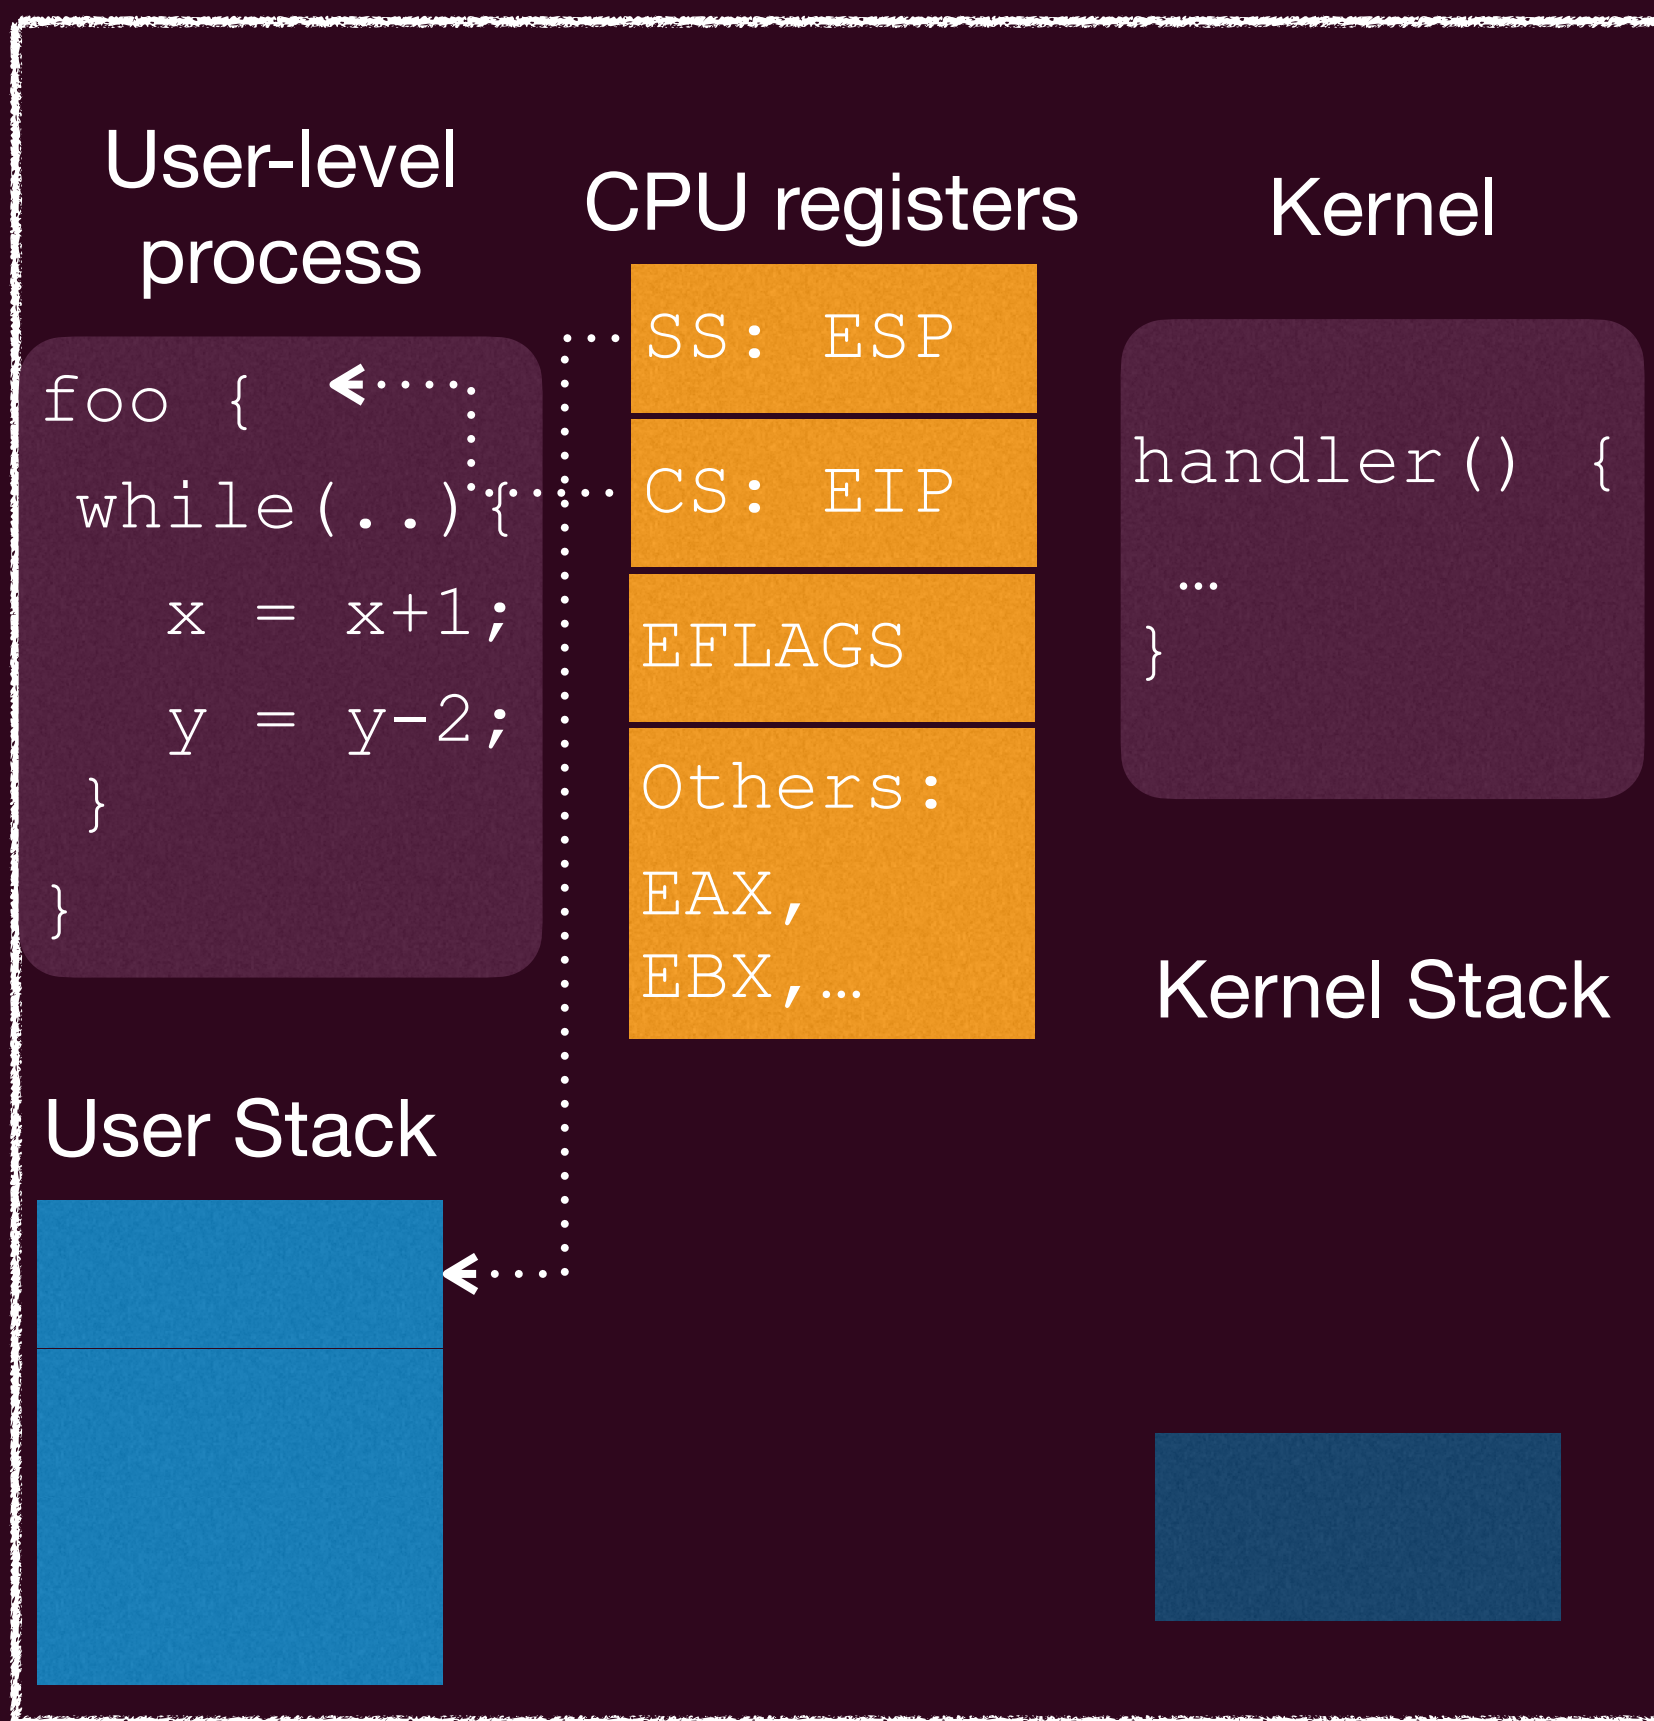 User-level
process
foo {
while(..){
x = x+1;
y = y-2;
}
}
User Stack
CPU registers
SS: ESP
CS: EIP
EFLAGS
Others:
EAX,
EBX,…
Kernel
handler() {
…
}
Kernel Stack